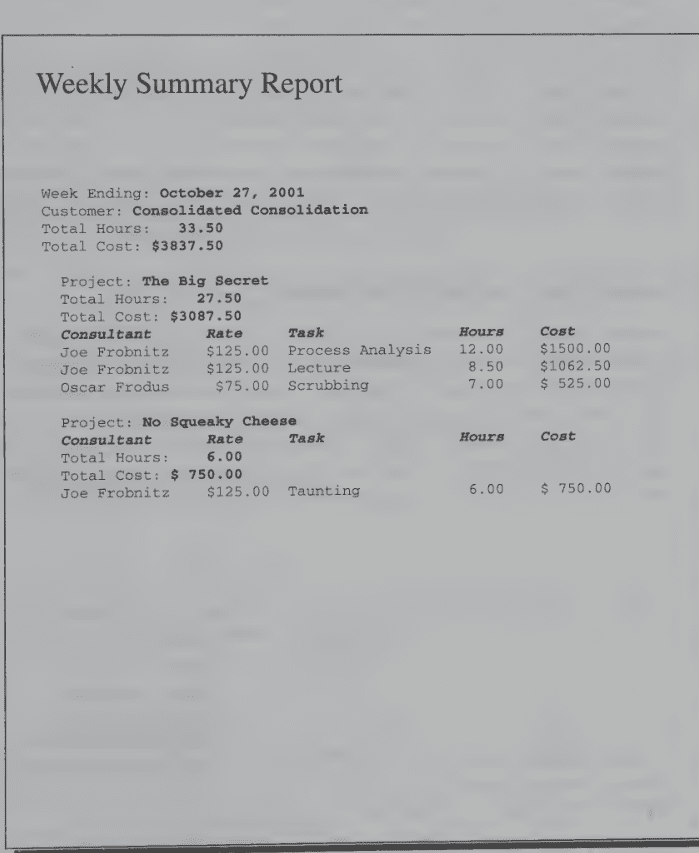 Weekly Summary Report
Week Ending: October 27, 2001
Customer: Consolidated Consolidation
Total Hours: 33.50
Total Cost: $3837.50
Project: The Big Secret
Total Hours: 27.50
Total Cost: $3087.50
Consultant Rate Task Hours Cost
Joe Frobnitz $125.00 Process Analysis 12.00 $1500.00
Joe Frobnitz $125.00 Lecture 8.50 $1062.50
Oscar Frodus $75.00 Scrubbing 7.00 $ 525.00
Project: No Squeaky Cheese
Consultant Rate Task Hours Cost
Total Hours: 6.00
Total Cost: $ 750.00
Joe Frobnitz $125.00 Taunting 6.00 $ 750.00